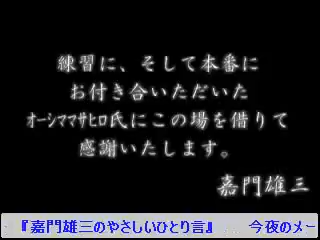 練習に、そして本番に
お付き合いただいた
ｵｰｼﾏﾏｻﾋﾛ氏にこの場を借りて
感謝いたします。
嘉門雄三
『嘉門雄三のやさしいひとり言』　今夜のメー